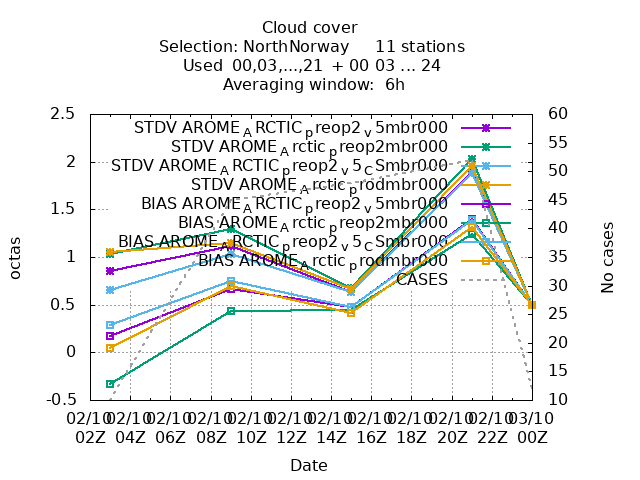 Cloud cover
Selection: NorthNorway 11 stations
Used 00,03,...,21 + 00 03 ... 24
Averaging window: 6h
2.5 60
STDV AROME_ARCTIC_preop2_v5mbr000
55
STDV AROME_Arctic_preop2mbr000
2 50
STDV AROME_ARCTIC_preop2_v5_CSmbr000
STDV AROME_Arctic_prodmbr000
45
1.5
BIAS AROME_ARCTIC_preop2_v5mbr000
BIAS AROME_Arctic_preop2mbr000
40
BIAS AROME_ARCTIC_preop2_v5_CSmbr000
1 35
BIAS AROME_Arctic_prodmbr000
CASES
30
0.5
25
0 20
15
-0.5 10
octas
No cases
02/10 02/10 02/10 02/10 02/10 02/10 02/10 02/10 02/10 02/10 02/10 03/10
02Z 04Z 06Z 08Z 10Z 12Z 14Z 16Z 18Z 20Z 22Z 00Z
Date